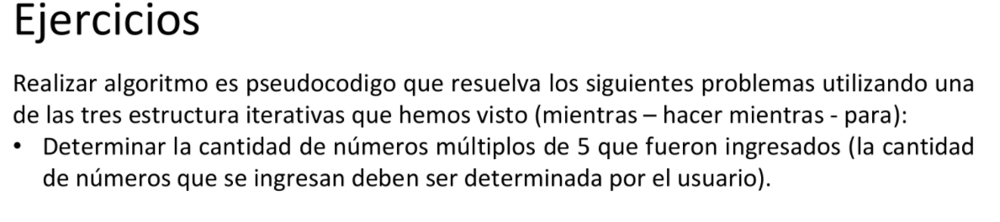 Ejercicios
Realizar algoritmo es pseudocodigo que resuelva los siguientes problemas utilizando una
de las tres estructura iterativas que hemos visto (mientras – hacer mientras - para):
• Determinar la cantidad de números múltiplos de 5 que fueron ingresados (la cantidad
de números que se ingresan deben ser determinada por el usuario).